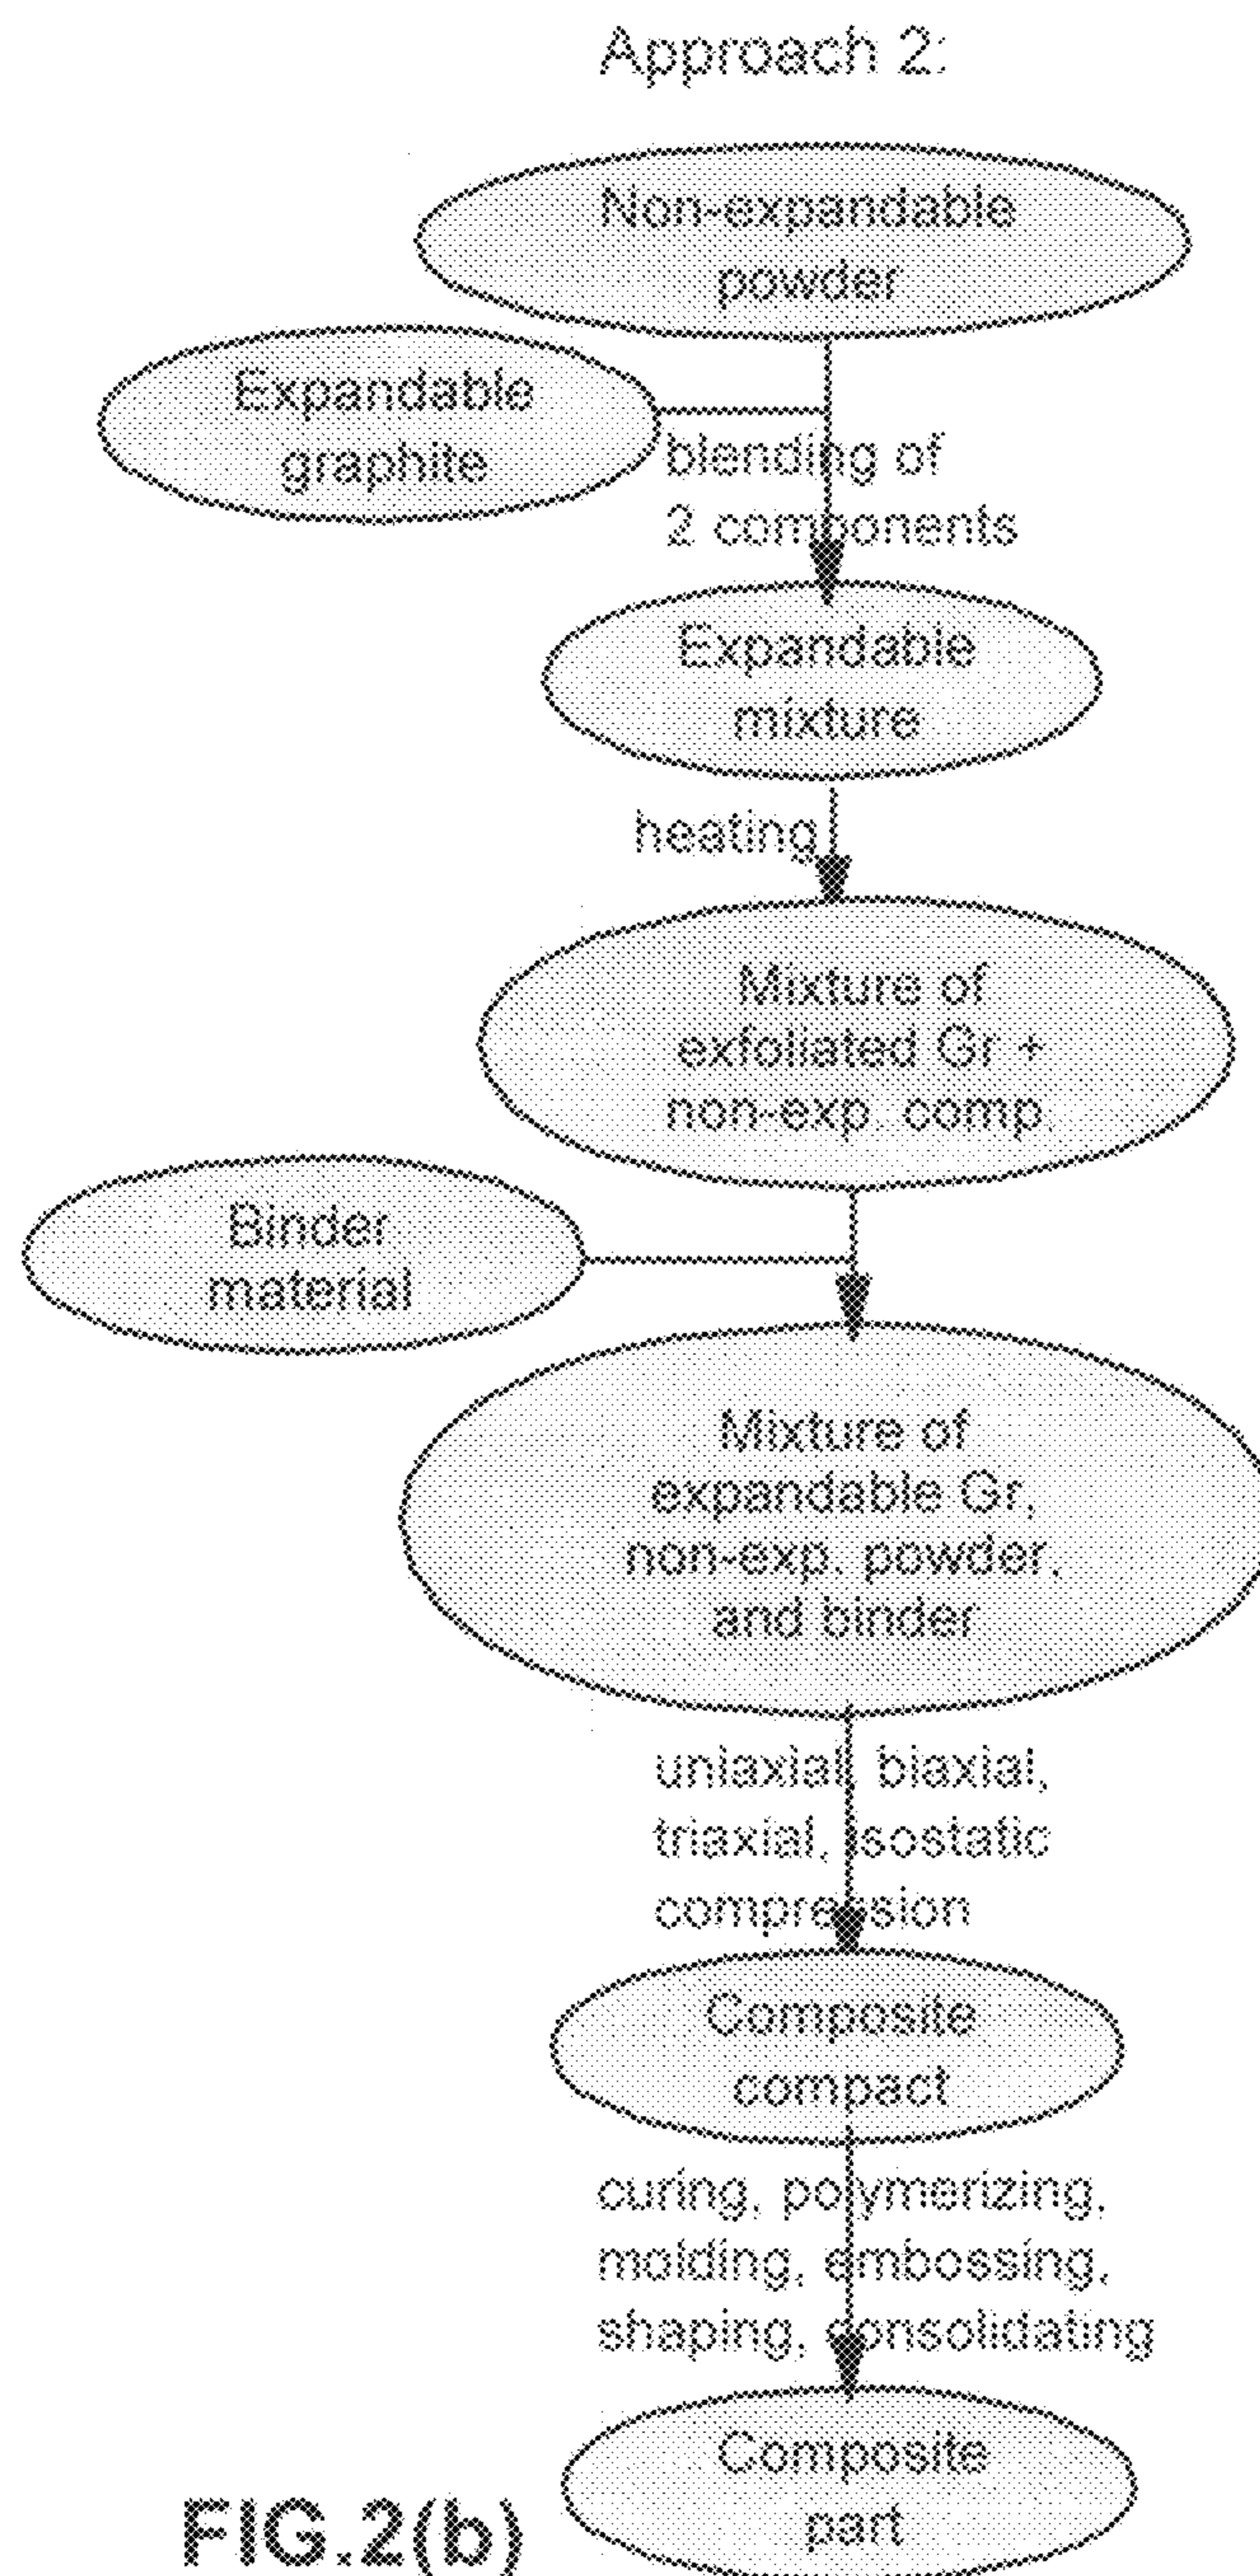 Approach 2:
Non-expandable
powder
Expandable
graphite
blending of
2 components
Expandable
mixture
heating
Mixture of
exfoliated Gr +
non-exp. comp.
Binder
material
Mixture of
expandable Gr,
non-exp. powder,
and binder
uniaxial, biaxial,
triaxial, isostatic
compression
Composite
compact
curing, polymerizing,
molding, embossing,
shaping, consolidating
Composite
part
FIG.2(b)